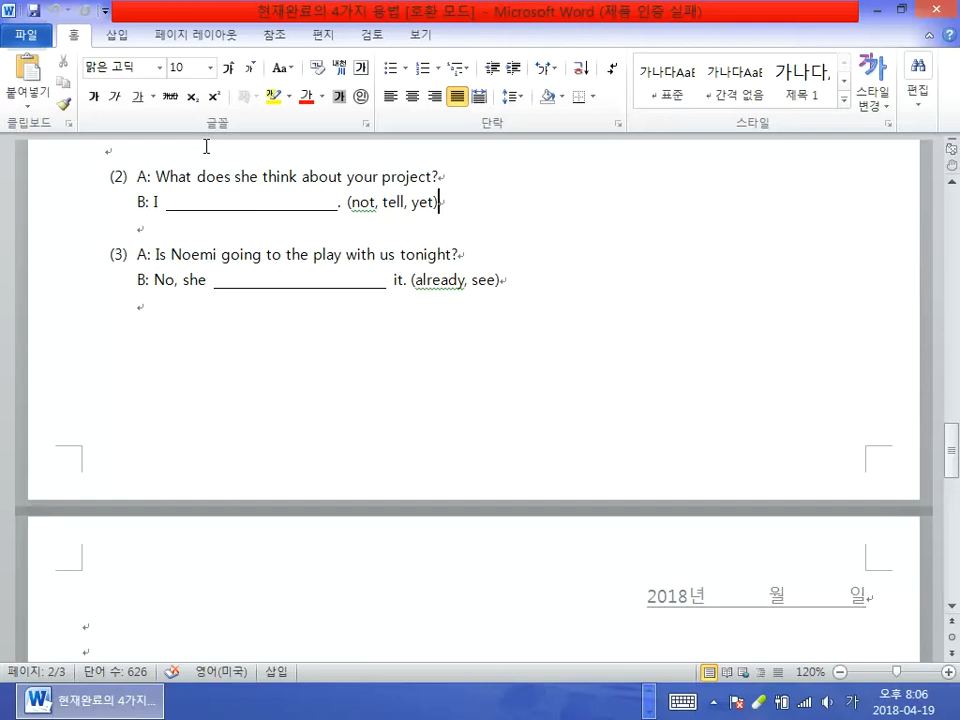 현재완료의 4가지 용법 [호환 모드] - Microsoft Word (제품 인증 실패)
파일 홈 삽입 페이지 레이아웃 참조 편지 검토 보기
붙여넣기 맑은 고딕 10 가나다AaBb 가나다AaBb 가나다 스타일 변경 편집
표준 간격 없음 제목 1
클립보드 글꼴 단락 스타일
(2) A: What does she think about your project?
B: I ____________________. (not, tell, yet)
(3) A: Is Noemi going to the play with us tonight?
B: No, she ____________________ it. (already, see)
2018년 월 일
페이지: 2/3 단어 수: 626 영어(미국) 삽입 120%
현재완료의 4가지... 가 오후 8:06
2018-04-19